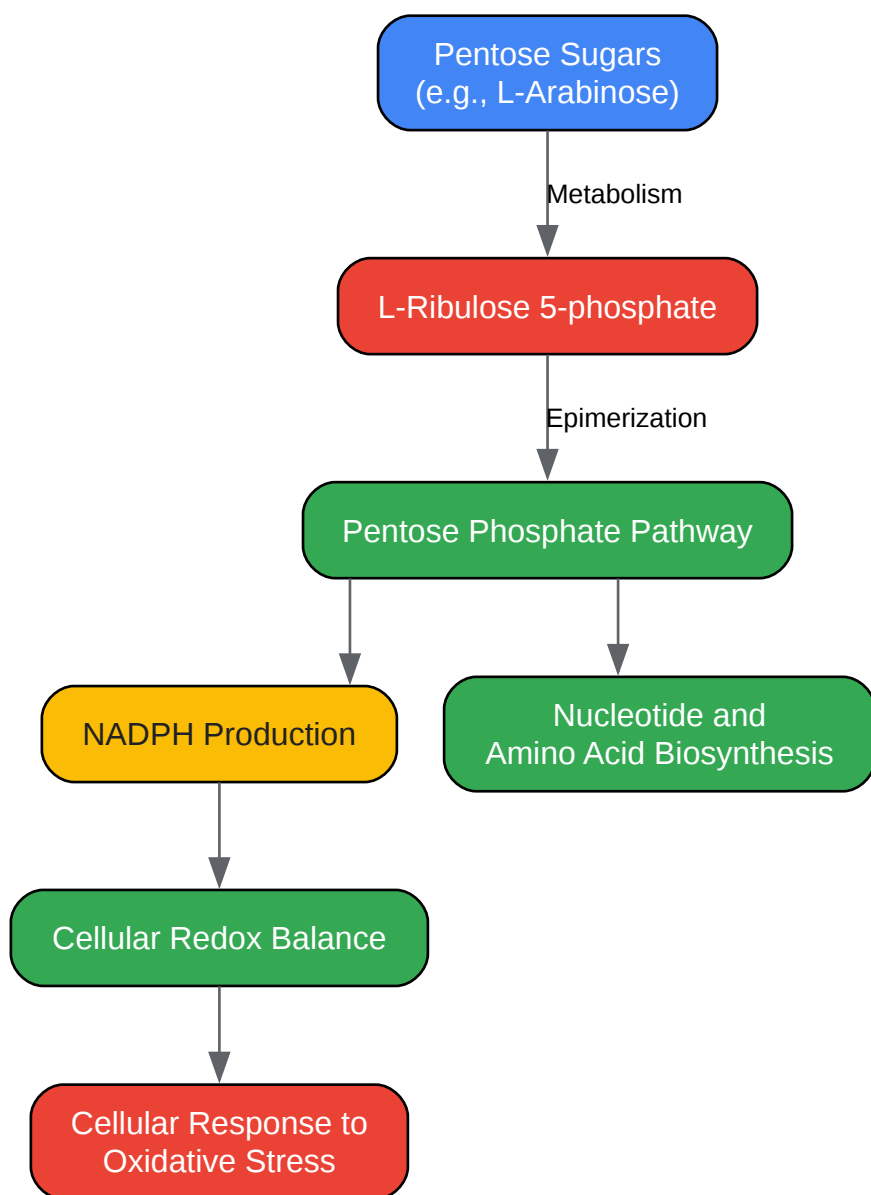 Pentose Sugars
(e.g., L-Arabinose)
Metabolism
L-Ribulose 5-phosphate
Epimerization
Pentose Phosphate Pathway
NADPH Production
Nucleotide and
Amino Acid Biosynthesis
Cellular Redox Balance
Cellular Response to
Oxidative Stress